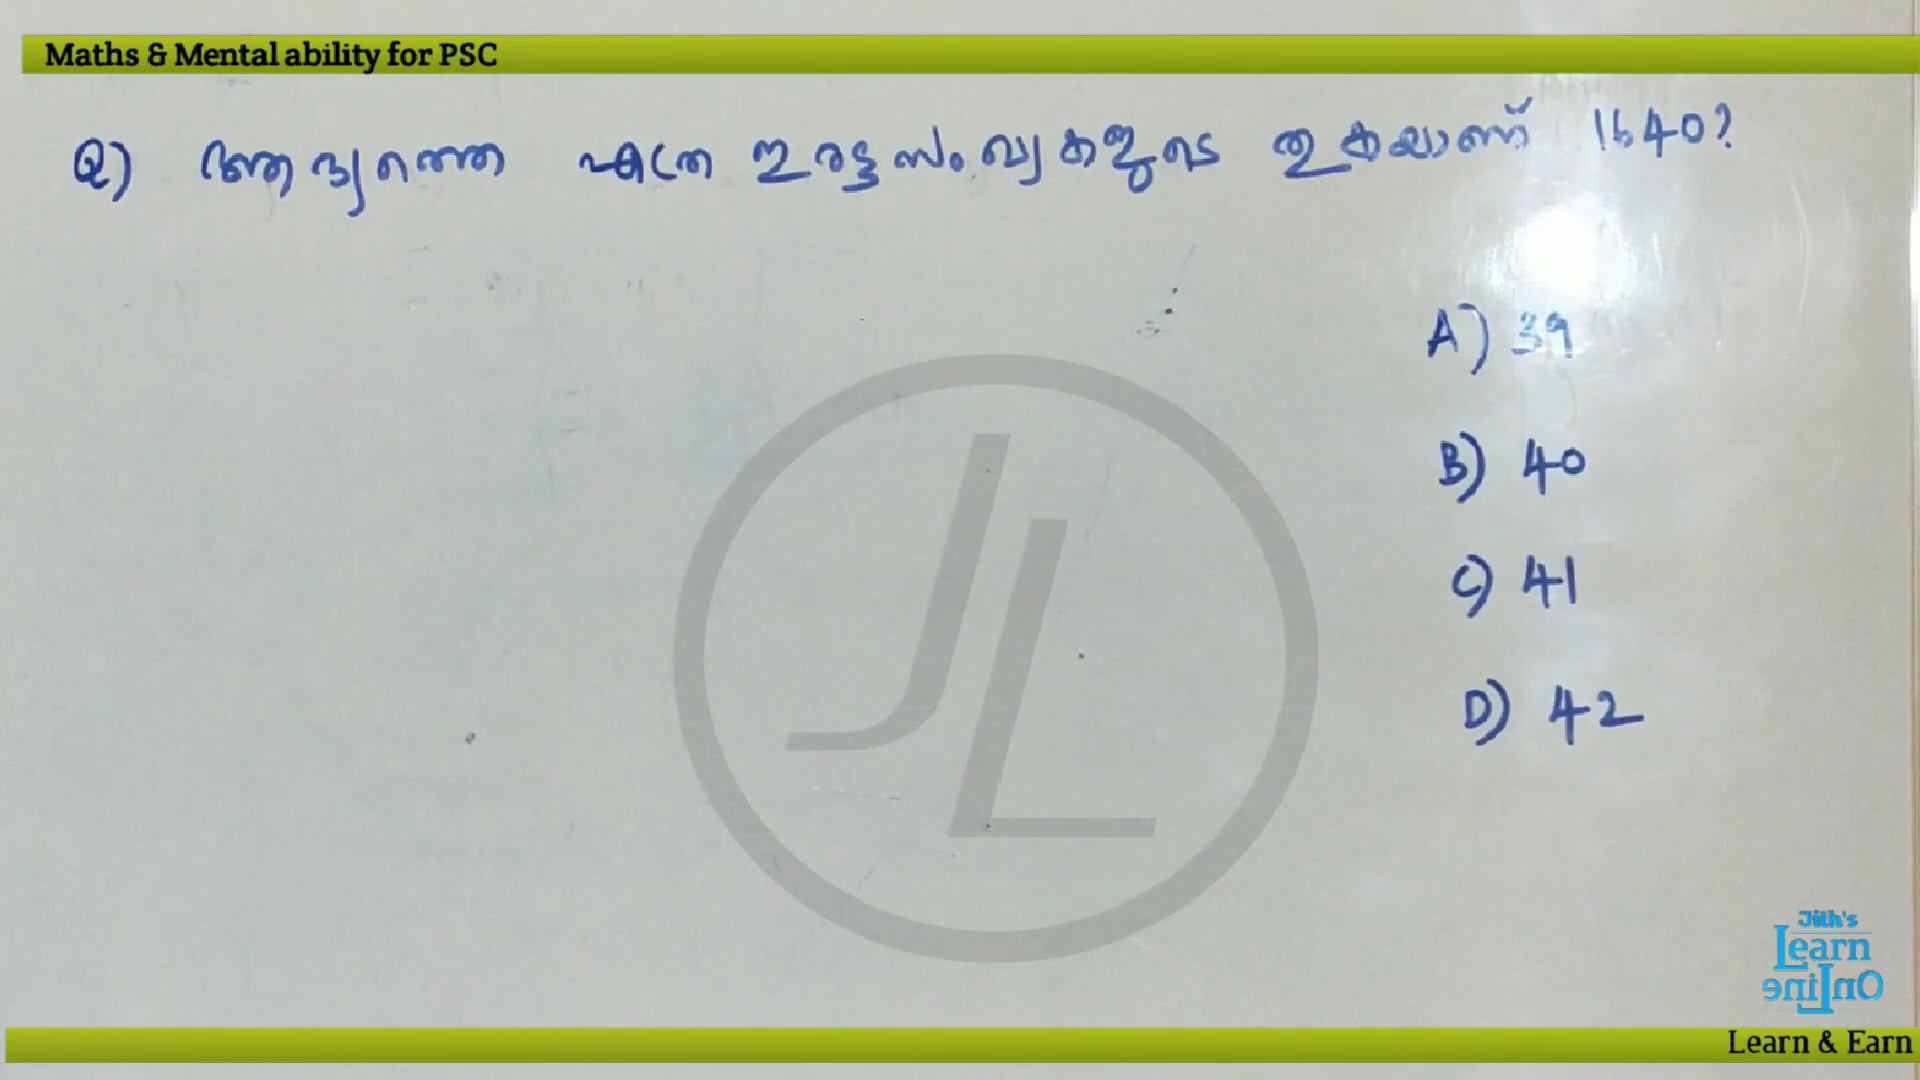 Maths & Mental ability for PSC
Q) ആദ്യത്തെ എത്ര ഇരട്ടസംഖ്യകളുടെ തുകയാണ് 1640?
A) 39
B) 40
C) 41
D) 42
JL
Jith's
Learn
OnLine
Learn & Earn